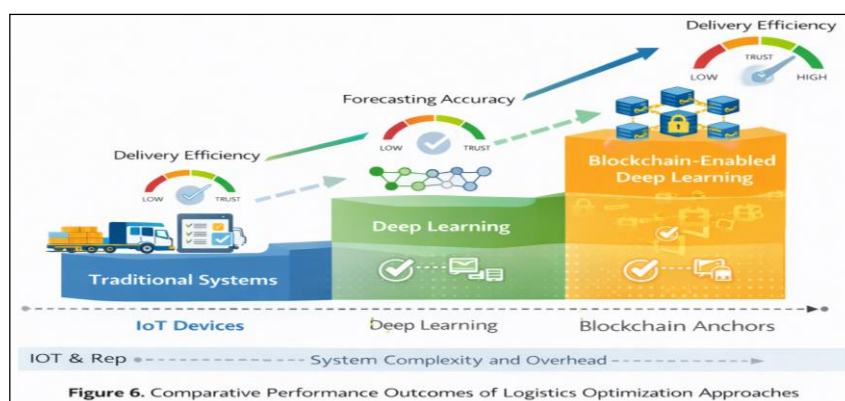 Delivery Efficiency
TRUST
LOW HIGH
Forecasting Accuracy
LOW TRUST
Delivery Efficiency
LOW TRUST
Blockchain-Enabled
Deep Learning
Deep Learning
Traditional Systems
IoT Devices Deep Learning Blockchain Anchors
IOT & Rep System Complexity and Overhead
Figure 6. Comparative Performance Outcomes of Logistics Optimization Approaches